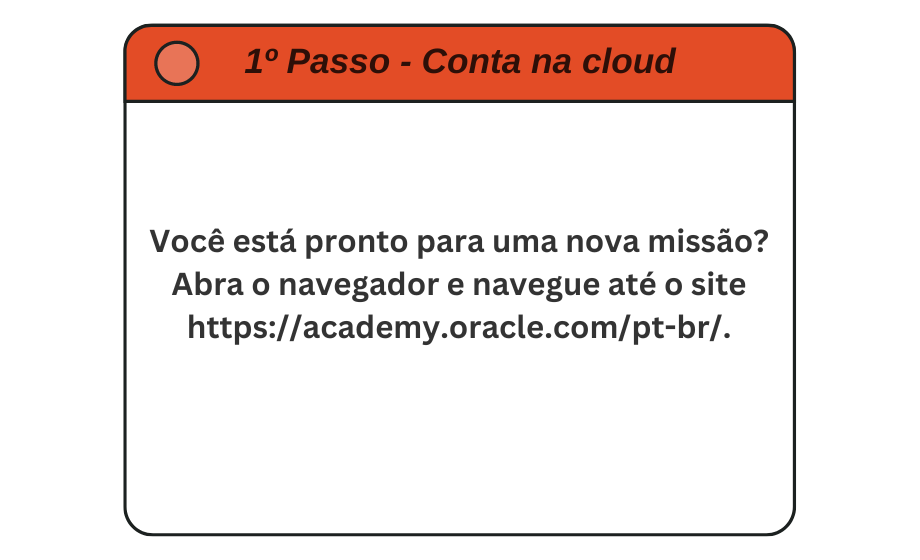 1º Passo - Conta na cloud
Você está pronto para uma nova missão?
Abra o navegador e navegue até o site
https://academy.oracle.com/pt-br/.